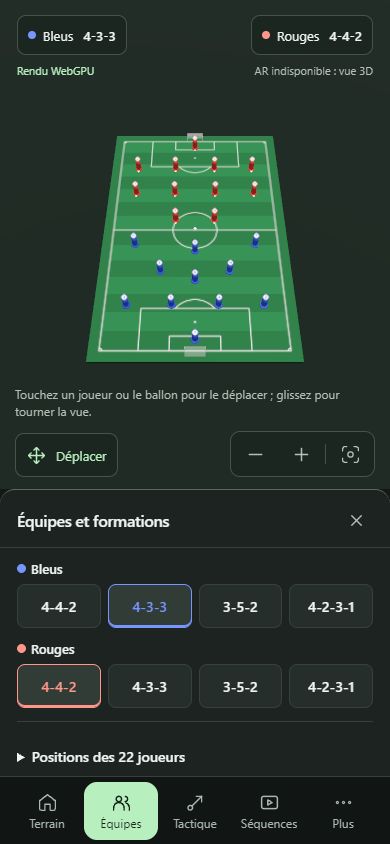 Bleus 4-3-3
Rouges 4-4-2
Rendu WebGPU
AR indisponible : vue 3D
Touchez un joueur ou le ballon pour le déplacer ; glissez pour
tourner la vue.
Déplacer
Équipes et formations
Bleus
4-4-2 4-3-3 3-5-2 4-2-3-1
Rouges
4-4-2 4-3-3 3-5-2 4-2-3-1
Positions des 22 joueurs
Terrain Équipes Tactique Séquences Plus